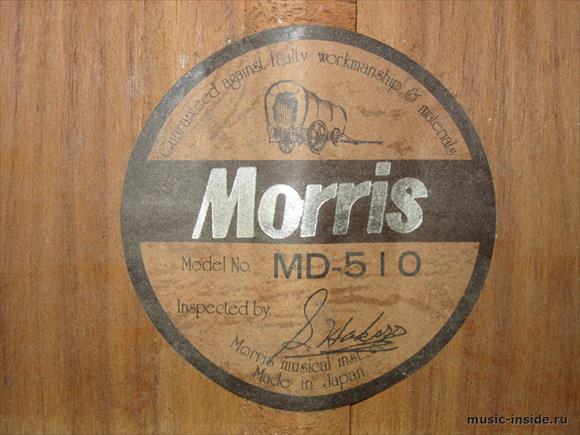 Guaranteed against faulty workmanship & materials
Morris
Model No. MD-510
Inspected by
Morris musical inst. co
Made in Japan
music-inside.ru